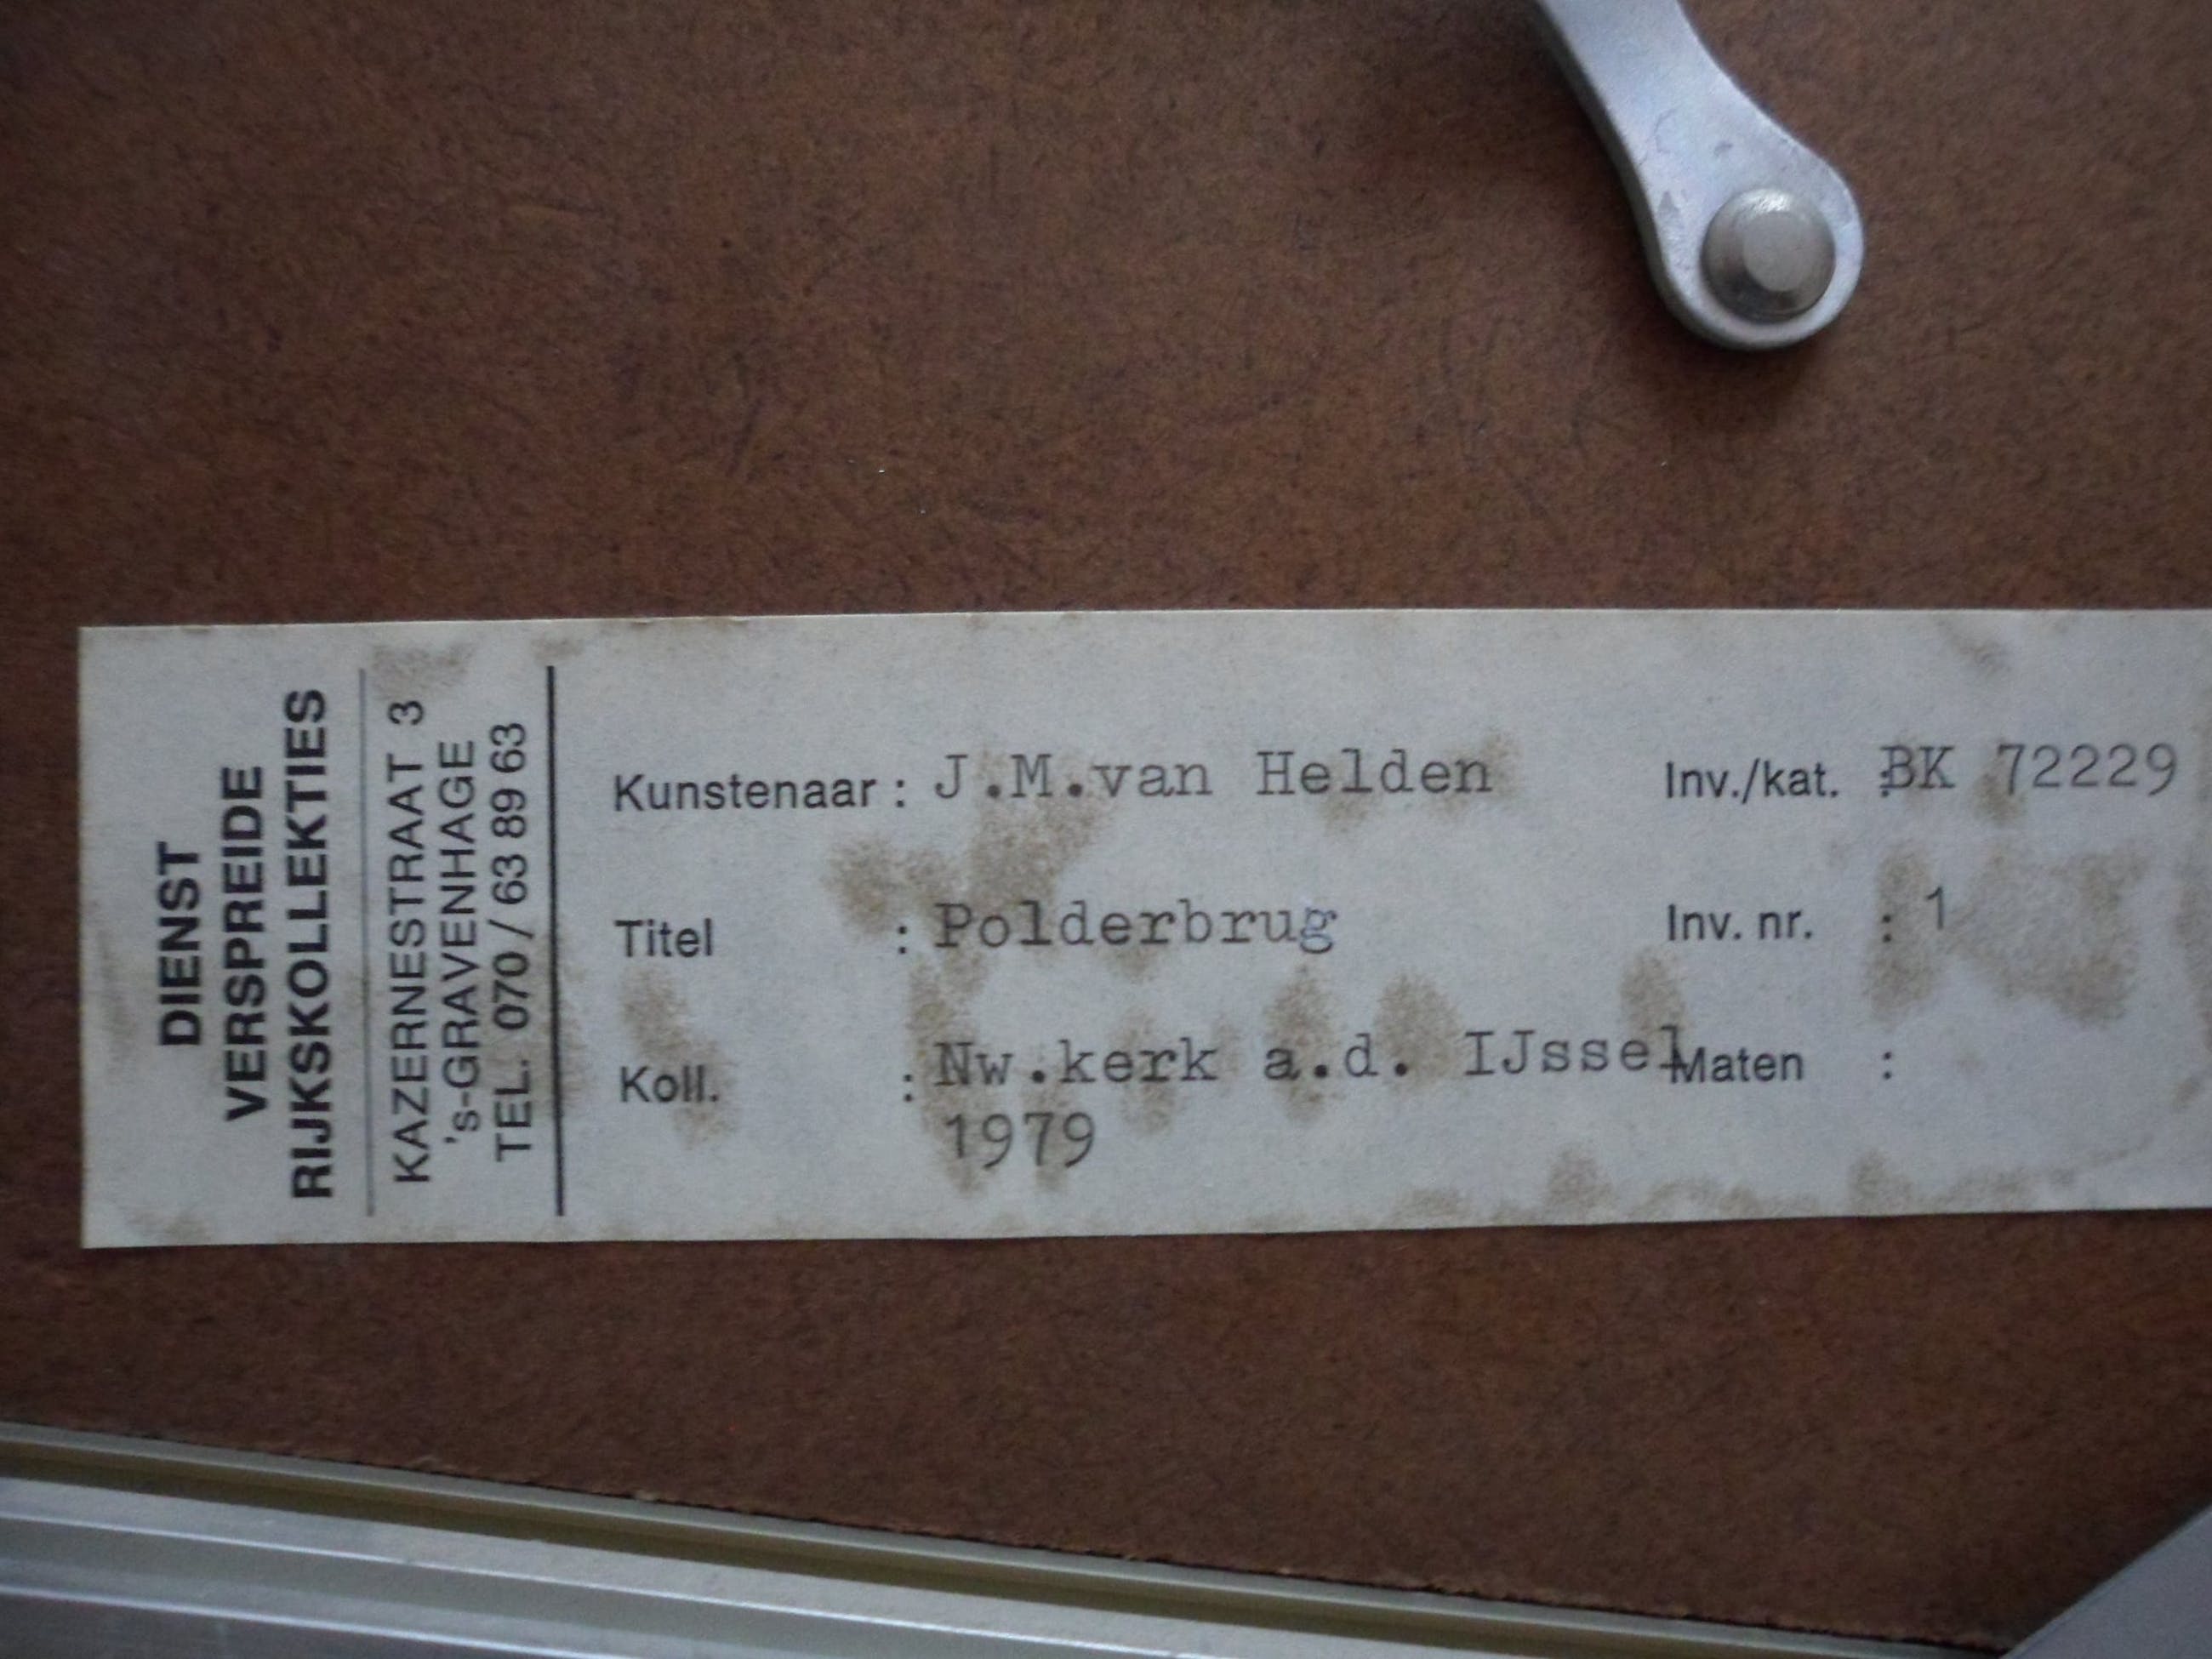 DIENST
VERSPREIDE
RIJKSKOLLEKTIES
KAZERNESTRAAT 3
's-GRAVENHAGE
TEL. 070 / 63 89 63
Kunstenaar : J.M.van Helden Inv./kat. : BK 72229
Titel : Polderbrug Inv. nr. : 1
Koll. : Nw.kerk a.d. IJssel Maten :
1979